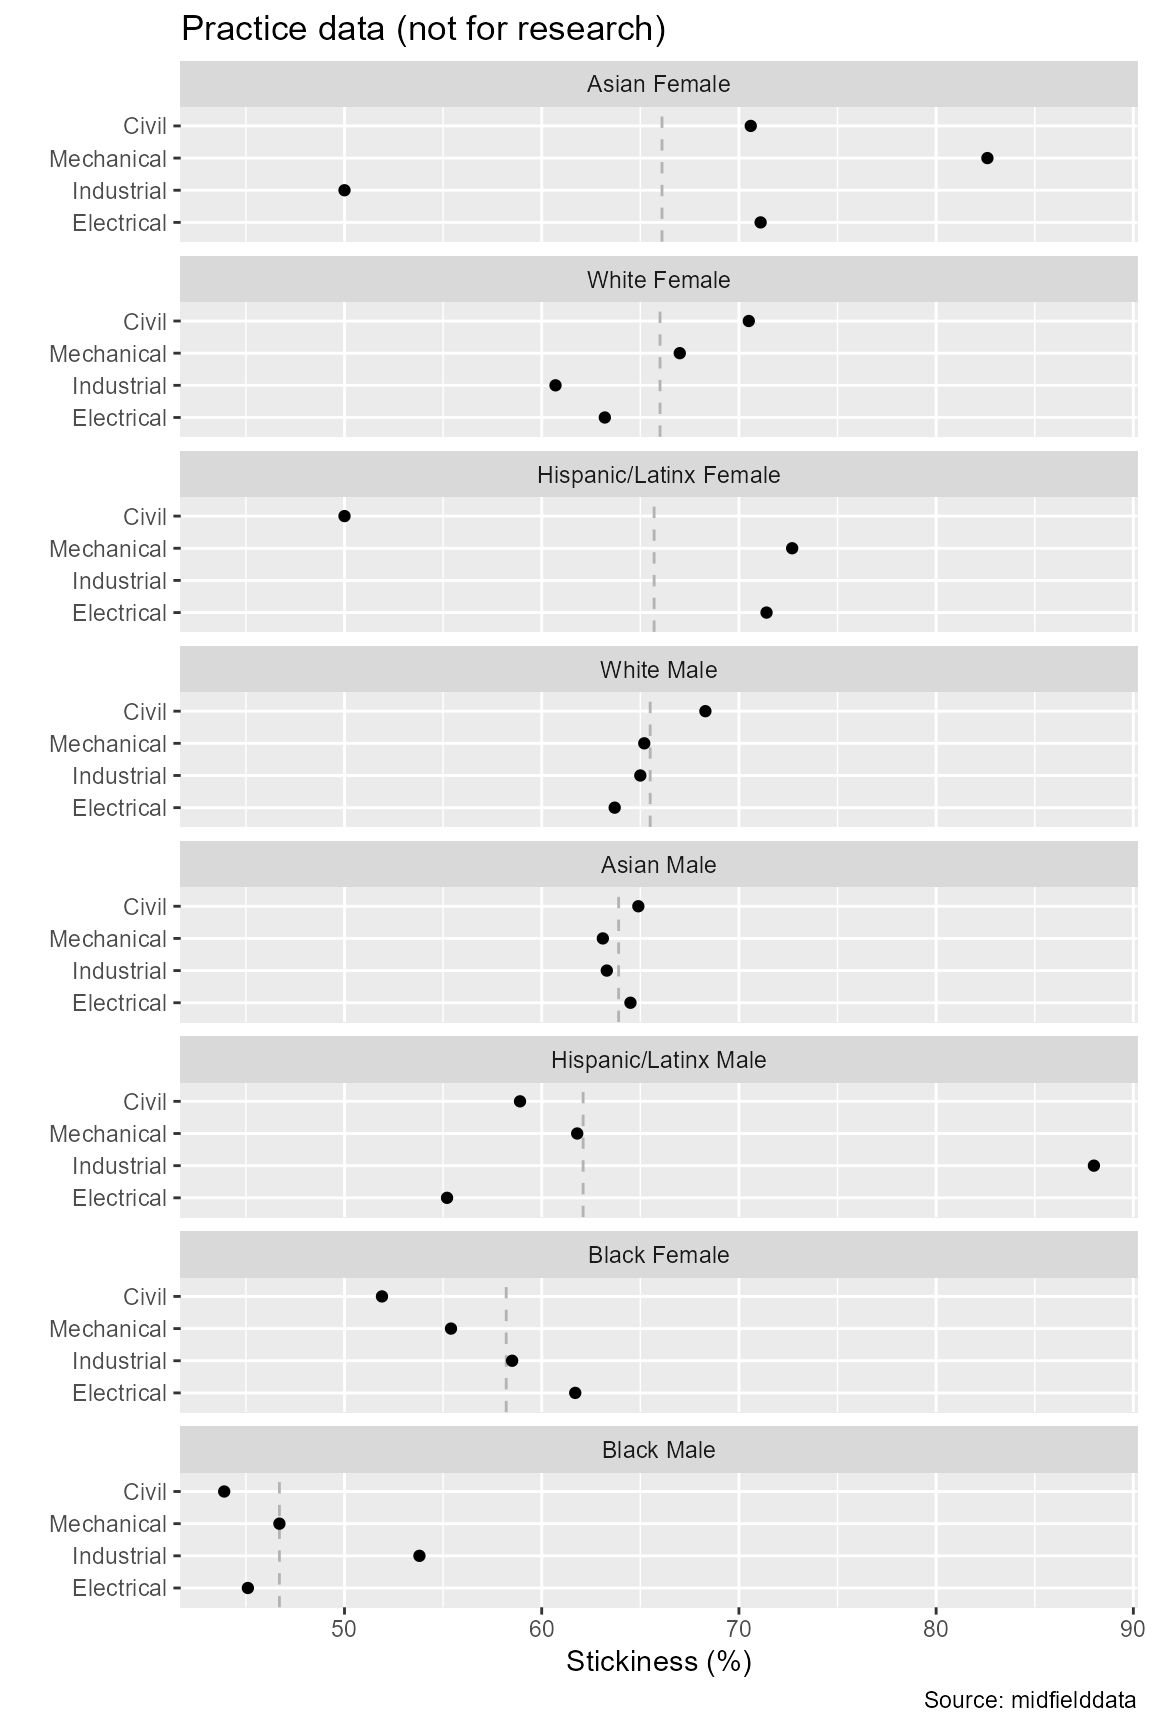 Practice data (not for research)
Asian Female
Civil
Mechanical
Industrial
Electrical
White Female
Civil
Mechanical
Industrial
Electrical
Hispanic/Latinx Female
Civil
Mechanical
Industrial
Electrical
White Male
Civil
Mechanical
Industrial
Electrical
Asian Male
Civil
Mechanical
Industrial
Electrical
Hispanic/Latinx Male
Civil
Mechanical
Industrial
Electrical
Black Female
Civil
Mechanical
Industrial
Electrical
Black Male
Civil
Mechanical
Industrial
Electrical
50 60 70 80 90
Stickiness (%)
Source: midfielddata